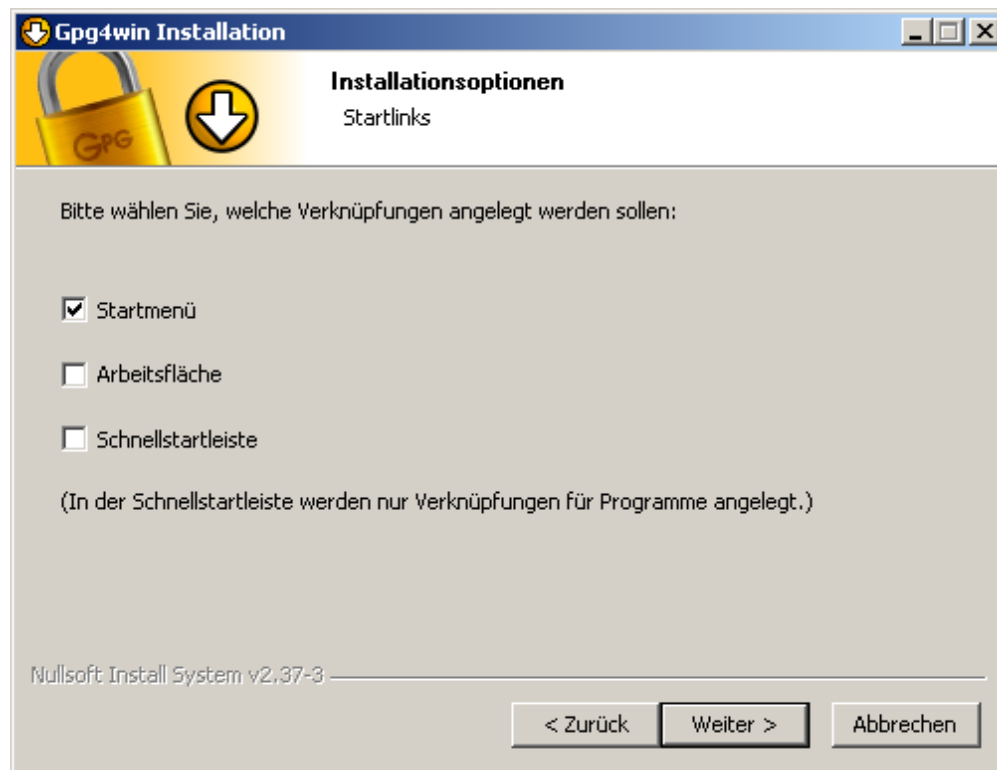 Gpg4win Installation
Installationsoptionen
Startlinks
GPG
Bitte wählen Sie, welche Verknüpfungen angelegt werden sollen:
Startmenü
Arbeitsfläche
Schnellstartleiste
(In der Schnellstartleiste werden nur Verknüpfungen für Programme angelegt.)
Nullsoft Install System v2.37-3
< Zurück
Weiter >
Abbrechen